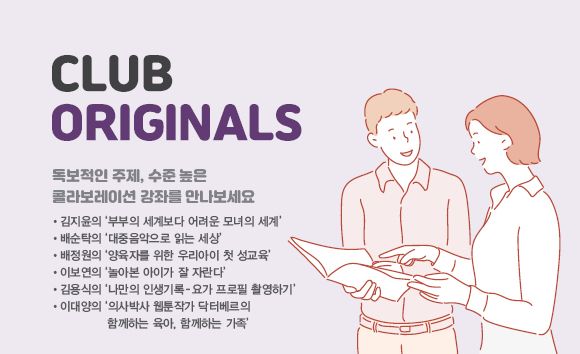 CLUB
ORIGINALS
독보적인 주제, 수준 높은
콜라보레이션 강좌를 만나보세요
• 김지윤의 ‘부부의 세계보다 어려운 모녀의 세계’
• 배순탁의 ‘대중음악으로 읽는 세상’
• 배정원의 ‘양육자를 위한 우리아이 첫 성교육’
• 이보연의 ‘놀아본 아이가 잘 자란다’
• 김용식의 ‘나만의 인생기록-요가 프로필 촬영하기’
• 이대양의 ‘의사박사 웹툰작가 닥터베르의
함께하는 육아, 함께하는 가족’